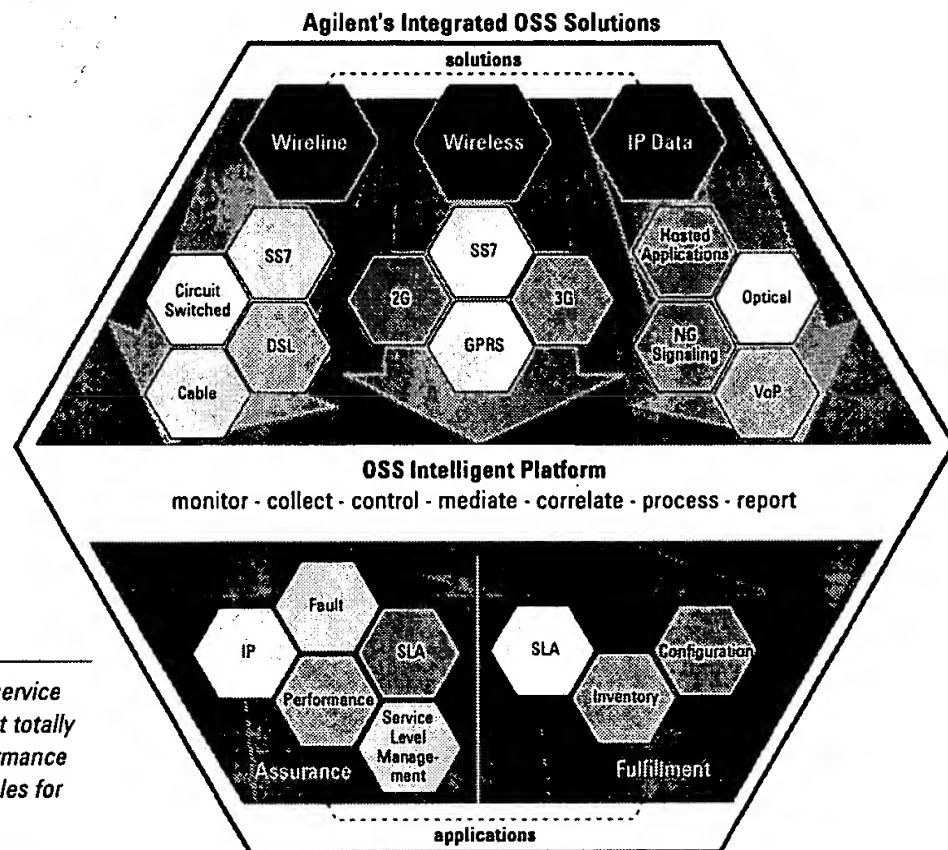 Agilent's Integrated OSS Solutions
solutions
Wireline
Wireless
IP Data
SS7
Circuit
Switched
DSL
Cable
SS7
2G
3G
GPRS
Hosted
Applications
Optical
NG
Signaling
VoP
OSS Intelligent Platform
monitor - collect - control - mediate - correlate - process - report
Fault
IP
SLA
Performance
Service
Level
Manage-
ment
Assurance
SLA
Configuration
Inventory
Fulfillment
applications
service
t totally
rmance
les for